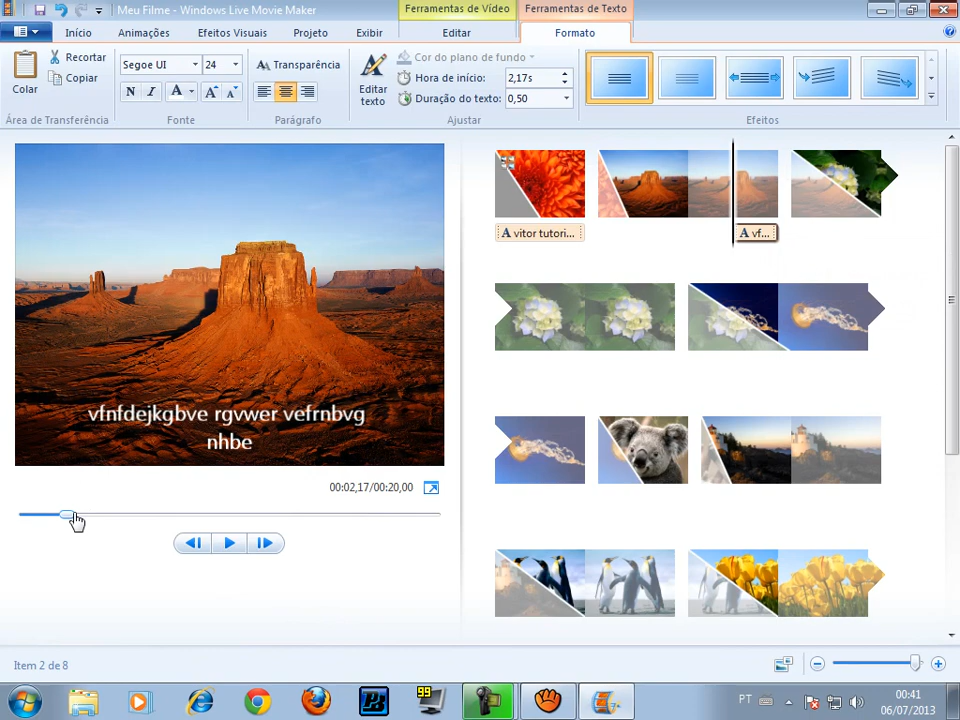 Meu Filme - Windows Live Movie Maker
Ferramentas de Vídeo
Ferramentas de Texto
Início
Animações
Efeitos Visuais
Projeto
Exibir
Editar
Formato
Colar
Recortar
Copiar
Área de Transferência
Segoe UI
24
N I A A A
Fonte
Transparência
Parágrafo
Editar
texto
Cor do plano de fundo
Hora de início: 2,17s
Duração do texto: 0,50
Ajustar
Efeitos
vfnfdejkgbve rgvwer vefrnbvg
nhbe
00:02,17/00:20,00
A vitor tutori...
A vf...
Item 2 de 8
99
PT
00:41
06/07/2013